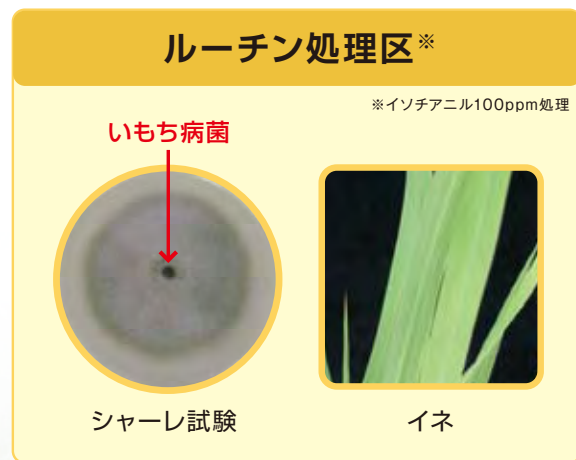 ルーチン処理区※
※イソチアニル100ppm処理
いもち病菌
シャーレ試験
イネ